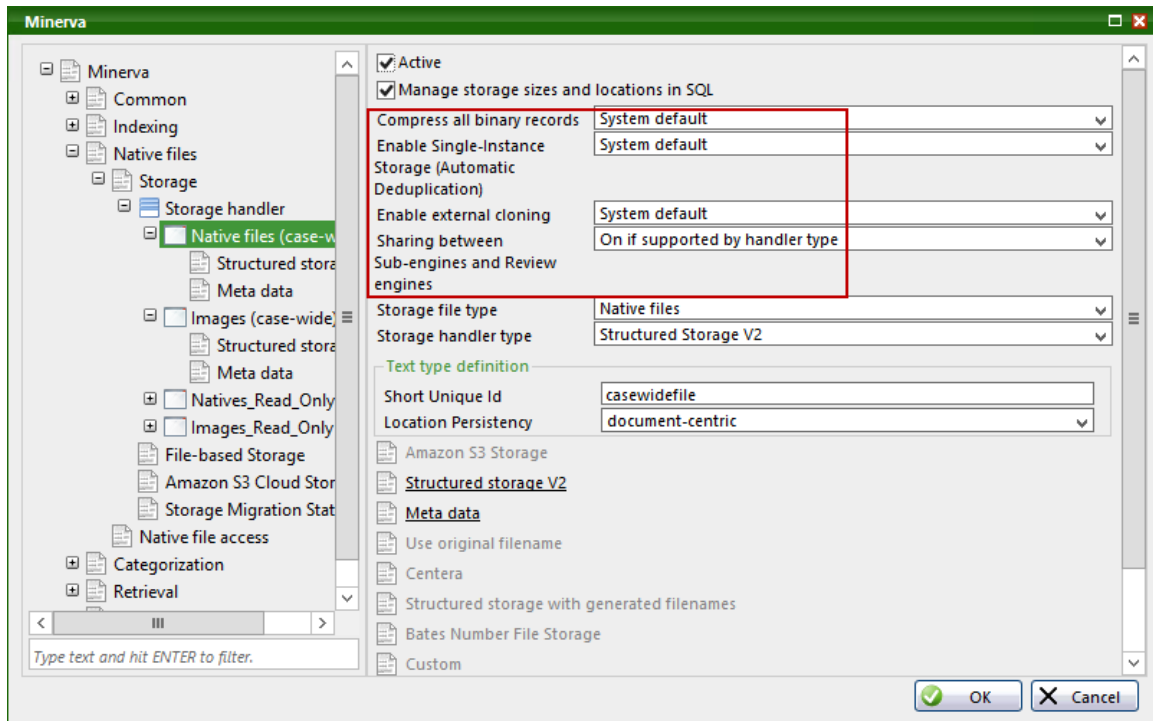 Minerva
Minerva
Common
Indexing
Native files
Storage
Storage handler
Native files (case-w
Structured stora
Meta data
Images (case-wide)
Structured stora
Meta data
Natives_Read_Only
Images_Read_Only
File-based Storage
Amazon S3 Cloud Stor
Storage Migration Stat
Native file access
Categorization
Retrieval
Type text and hit ENTER to filter.
Active
Manage storage sizes and locations in SQL
Compress all binary records System default
Enable Single-Instance System default
Storage (Automatic
Deduplication)
Enable external cloning System default
Sharing between On if supported by handler type
Sub-engines and Review
engines
Storage file type Native files
Storage handler type Structured Storage V2
Text type definition
Short Unique Id casewidefile
Location Persistency document-centric
Amazon S3 Storage
Structured storage V2
Meta data
Use original filename
Centera
Structured storage with generated filenames
Bates Number File Storage
Custom
OK Cancel